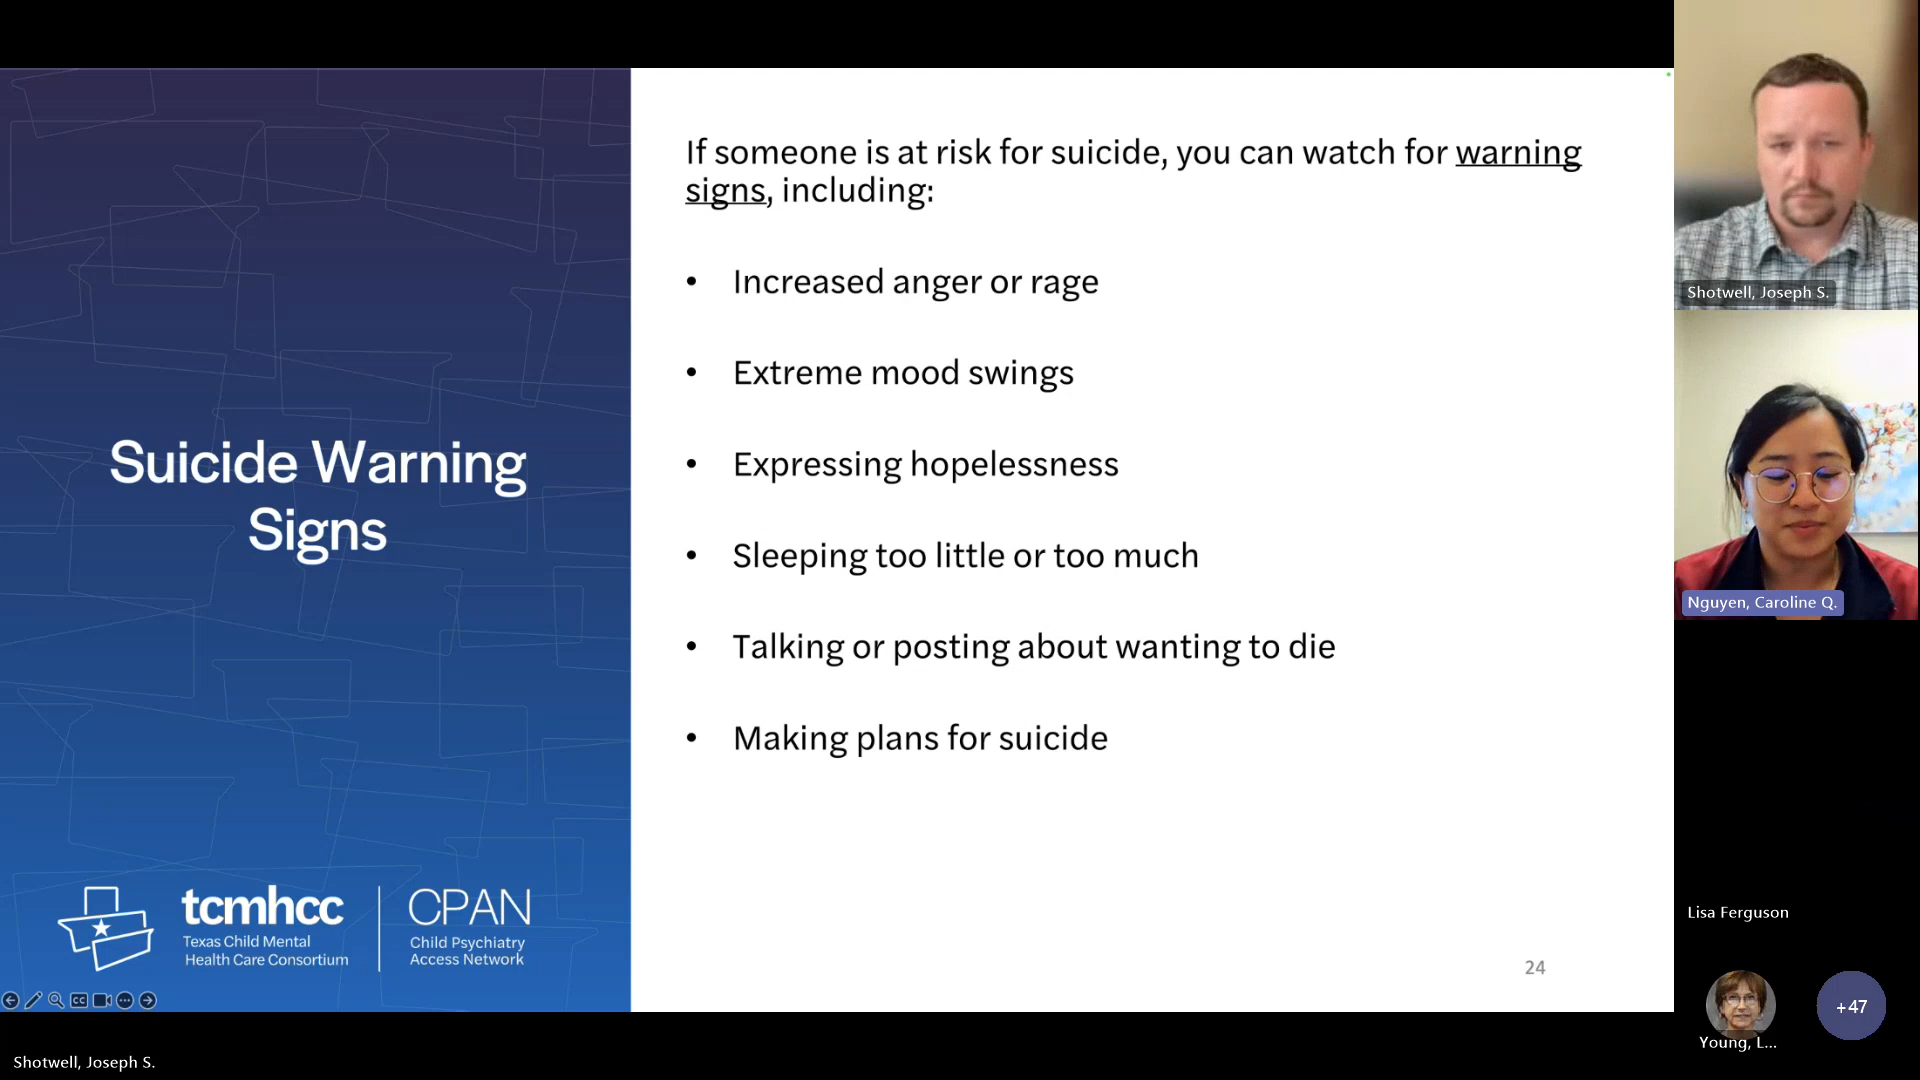 Suicide Warning
Signs
tcmhcc
Texas Child Mental
Health Care Consortium
CPAN
Child Psychiatry
Access Network
If someone is at risk for suicide, you can watch for warning
signs, including:
• Increased anger or rage
• Extreme mood swings
• Expressing hopelessness
• Sleeping too little or too much
• Talking or posting about wanting to die
• Making plans for suicide
24
CC
Shotwell, Joseph S.
Shotwell, Joseph S.
Nguyen, Caroline Q.
Lisa Ferguson
Young, L...
+47